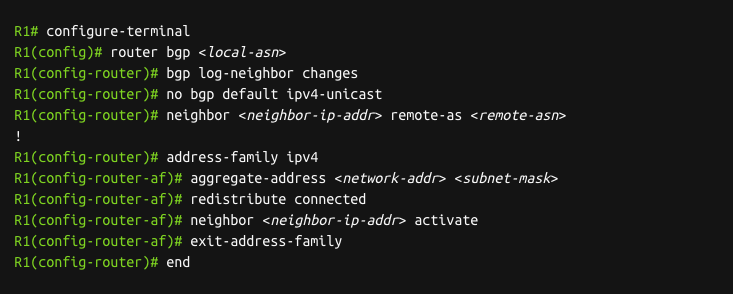 R1# configure-terminal
R1(config)# router bgp <local-asn>
R1(config-router)# bgp log-neighbor changes
R1(config-router)# no bgp default ipv4-unicast
R1(config-router)# neighbor <neighbor-ip-addr> remote-as <remote-asn>
!
R1(config-router)# address-family ipv4
R1(config-router-af)# aggregate-address <network-addr> <subnet-mask>
R1(config-router-af)# redistribute connected
R1(config-router-af)# neighbor <neighbor-ip-addr> activate
R1(config-router-af)# exit-address-family
R1(config-router)# end